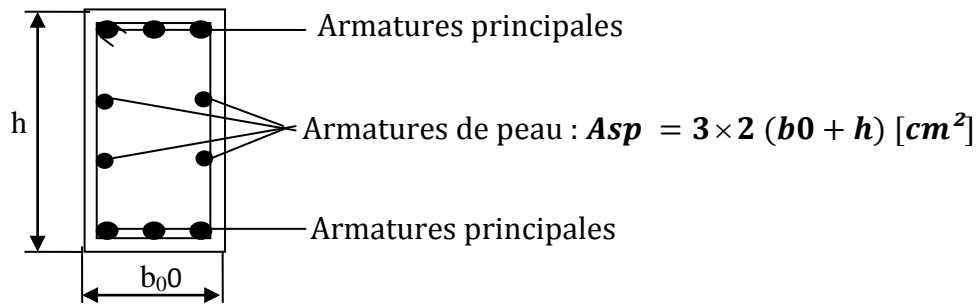 Armatures principales
h
Armatures de peau : Asp = 3×2 (b0 + h) [cm²]
Armatures principales
b₀0